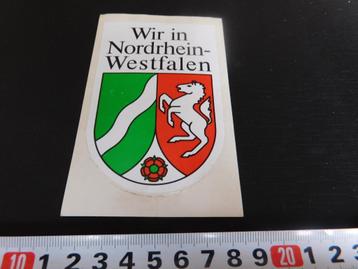 Wir in
Nordrhein-
Westfalen
10 1 2 3 4 5 6 7 8 9 20 1 2